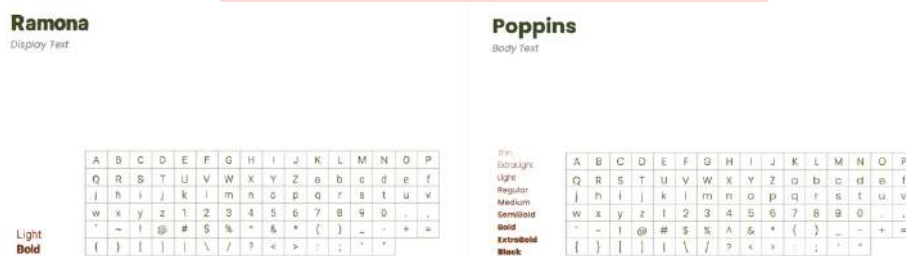 Ramona
Display Text
A B C D E F G H I J K L M N O P
Q R S T U V W X Y Z a b c d e f
j h i j k l m n o p q r s t u v
w x y z 1 2 3 4 5 6 7 8 9 0 . ,
` ~ ! @ # $ % ^ & * ( ) _ - + =
{ } [ ] | \ / ? < > : ; ' "
Light
Bold
Poppins
Body Text
Thin
ExtraLight
Light
Regular
Medium
SemiBold
Bold
ExtraBold
Black
A B C D E F G H I J K L M N O P
Q R S T U V W X Y Z a b c d e f
j h i j k l m n o p q r s t u v
w x y z 1 2 3 4 5 6 7 8 9 0 . ,
` ~ ! @ # $ % ^ & * ( ) _ - + =
{ } [ ] | \ / ? < > : ; ' "